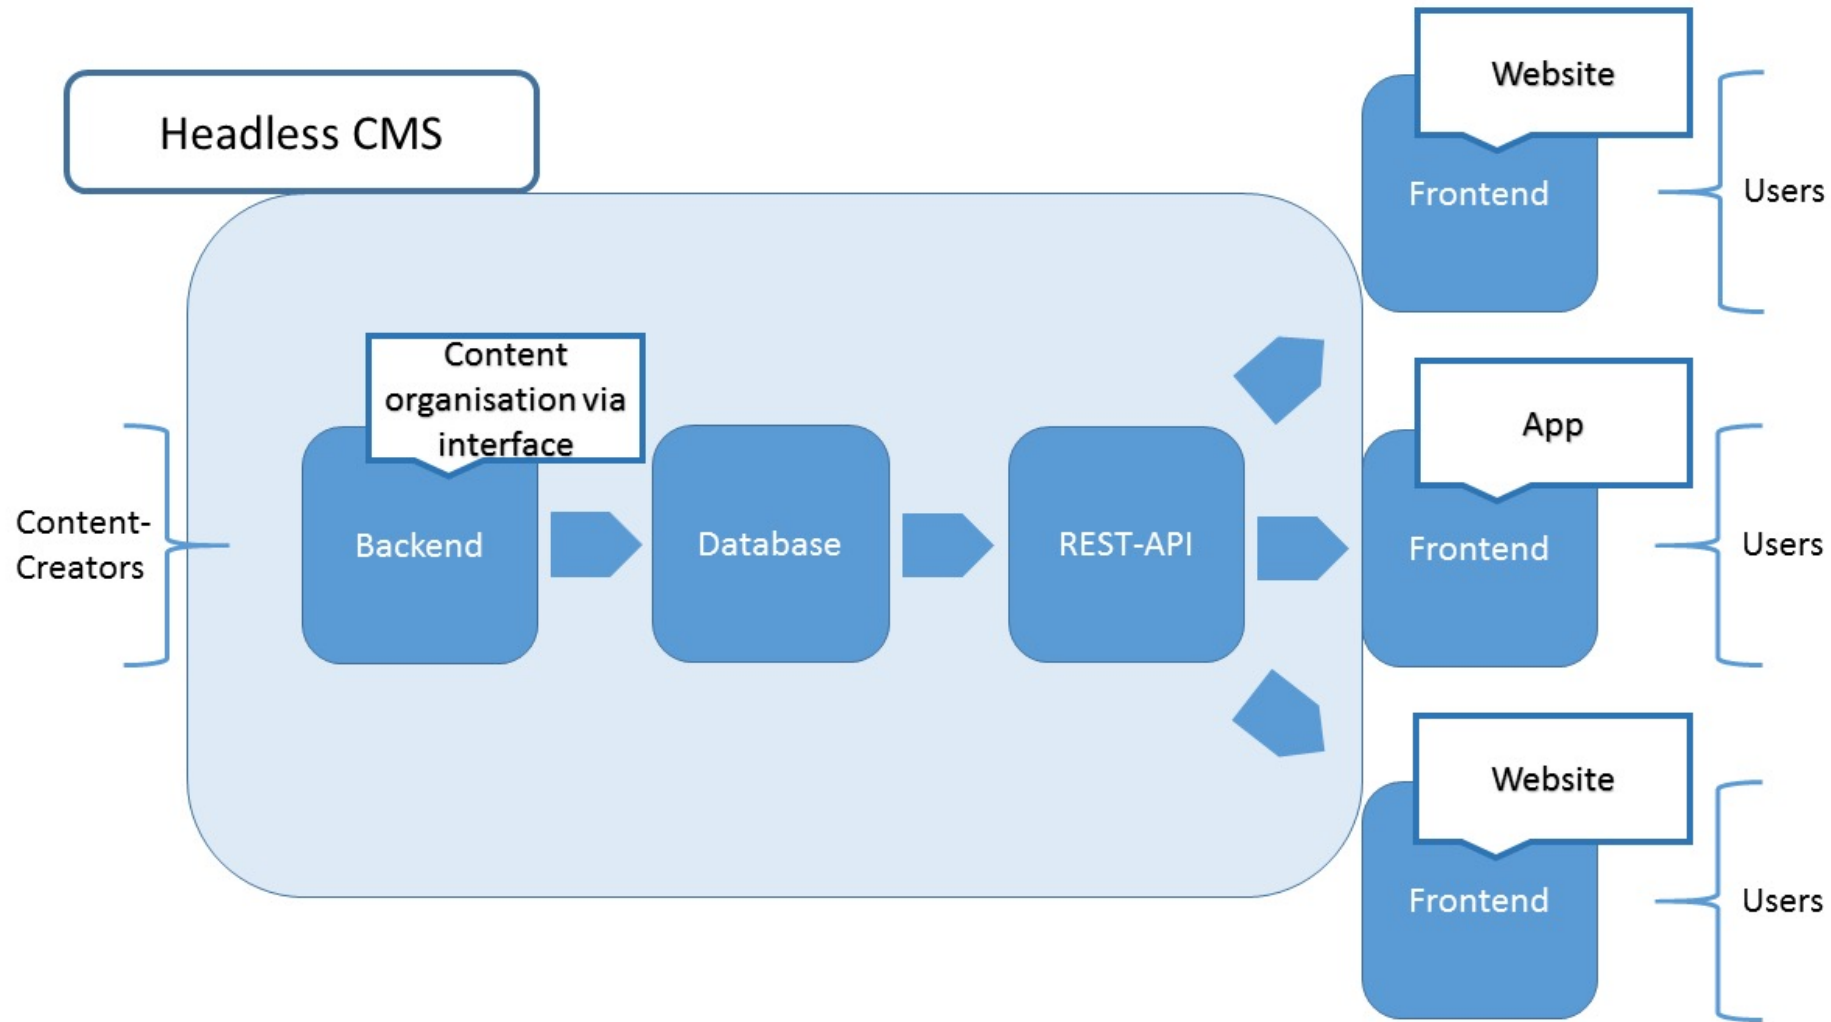 Headless CMS
Content
organisation via
interface
Content-
Creators
Backend
Database
REST-API
Website
Frontend
Users
App
Frontend
Users
Website
Frontend
Users